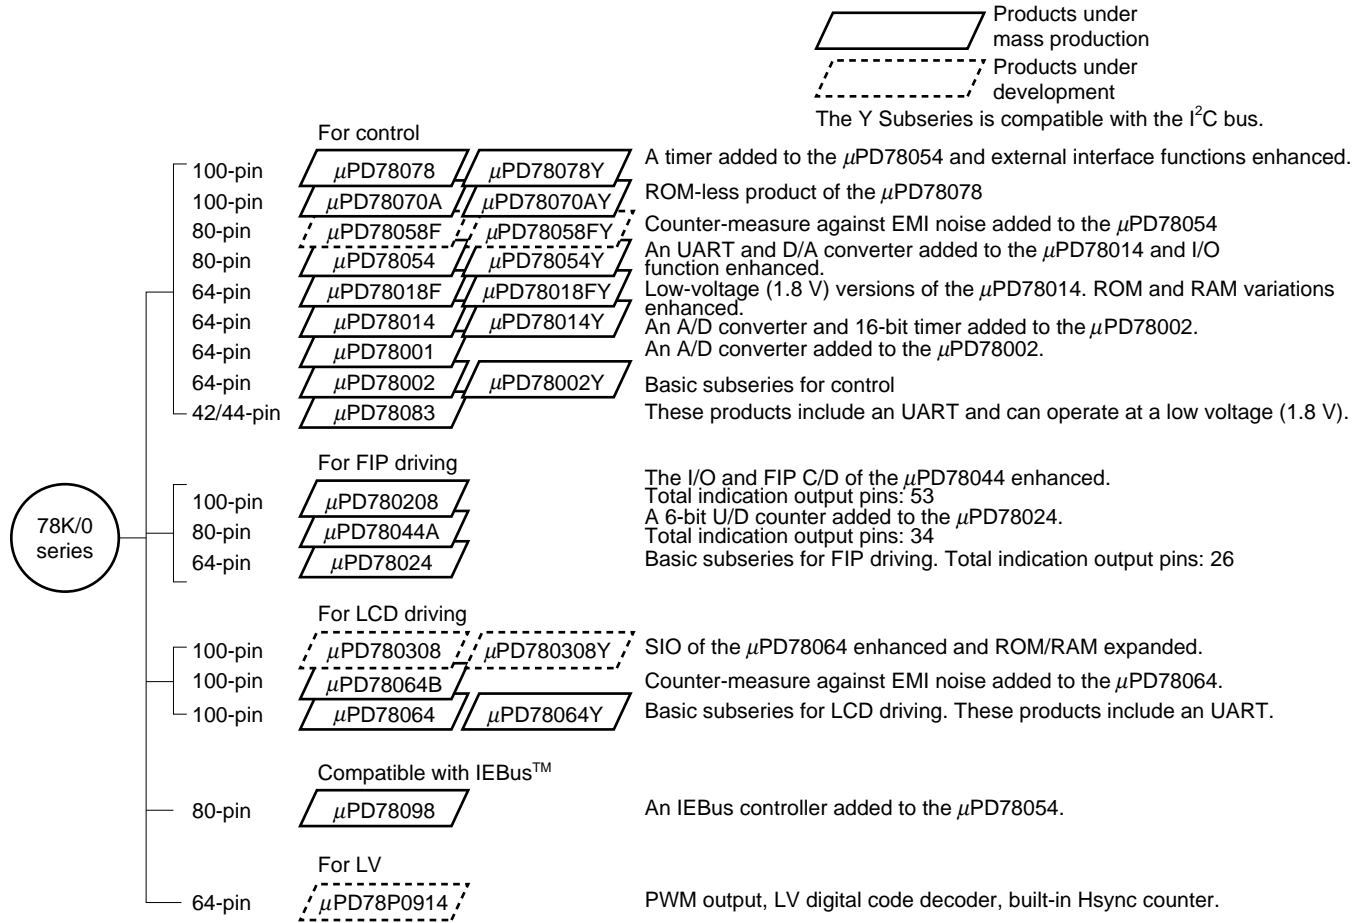 Products under
mass production
Products under
development
The Y Subseries is compatible with the I²C bus.
For control
100-pin μPD78078 μPD78078Y A timer added to the μPD78054 and external interface functions enhanced.
100-pin μPD78070A μPD78070AY ROM-less product of the μPD78078
80-pin μPD78058F μPD78058FY Counter-measure against EMI noise added to the μPD78054
80-pin μPD78054 μPD78054Y An UART and D/A converter added to the μPD78014 and I/O
function enhanced.
64-pin μPD78018F μPD78018FY Low-voltage (1.8 V) versions of the μPD78014. ROM and RAM variations
enhanced.
64-pin μPD78014 μPD78014Y An A/D converter and 16-bit timer added to the μPD78002.
64-pin μPD78001 An A/D converter added to the μPD78002.
64-pin μPD78002 μPD78002Y Basic subseries for control
42/44-pin μPD78083 These products include an UART and can operate at a low voltage (1.8 V).
78K/0
series
For FIP driving
100-pin μPD780208 The I/O and FIP C/D of the μPD78044 enhanced.
Total indication output pins: 53
80-pin μPD78044A A 6-bit U/D counter added to the μPD78024.
Total indication output pins: 34
64-pin μPD78024 Basic subseries for FIP driving. Total indication output pins: 26
For LCD driving
100-pin μPD780308 μPD780308Y SIO of the μPD78064 enhanced and ROM/RAM expanded.
100-pin μPD78064B Counter-measure against EMI noise added to the μPD78064.
100-pin μPD78064 μPD78064Y Basic subseries for LCD driving. These products include an UART.
Compatible with IEBus™
80-pin μPD78098 An IEBus controller added to the μPD78054.
For LV
64-pin μPD78P0914 PWM output, LV digital code decoder, built-in Hsync counter.